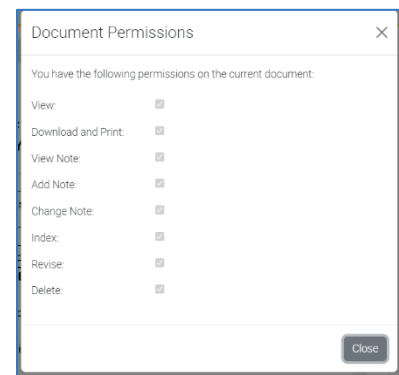 Document Permissions
You have the following permissions on the current document:
View:
Download and Print:
View Note:
Add Note:
Change Note:
Index:
Revise:
Delete:
Close